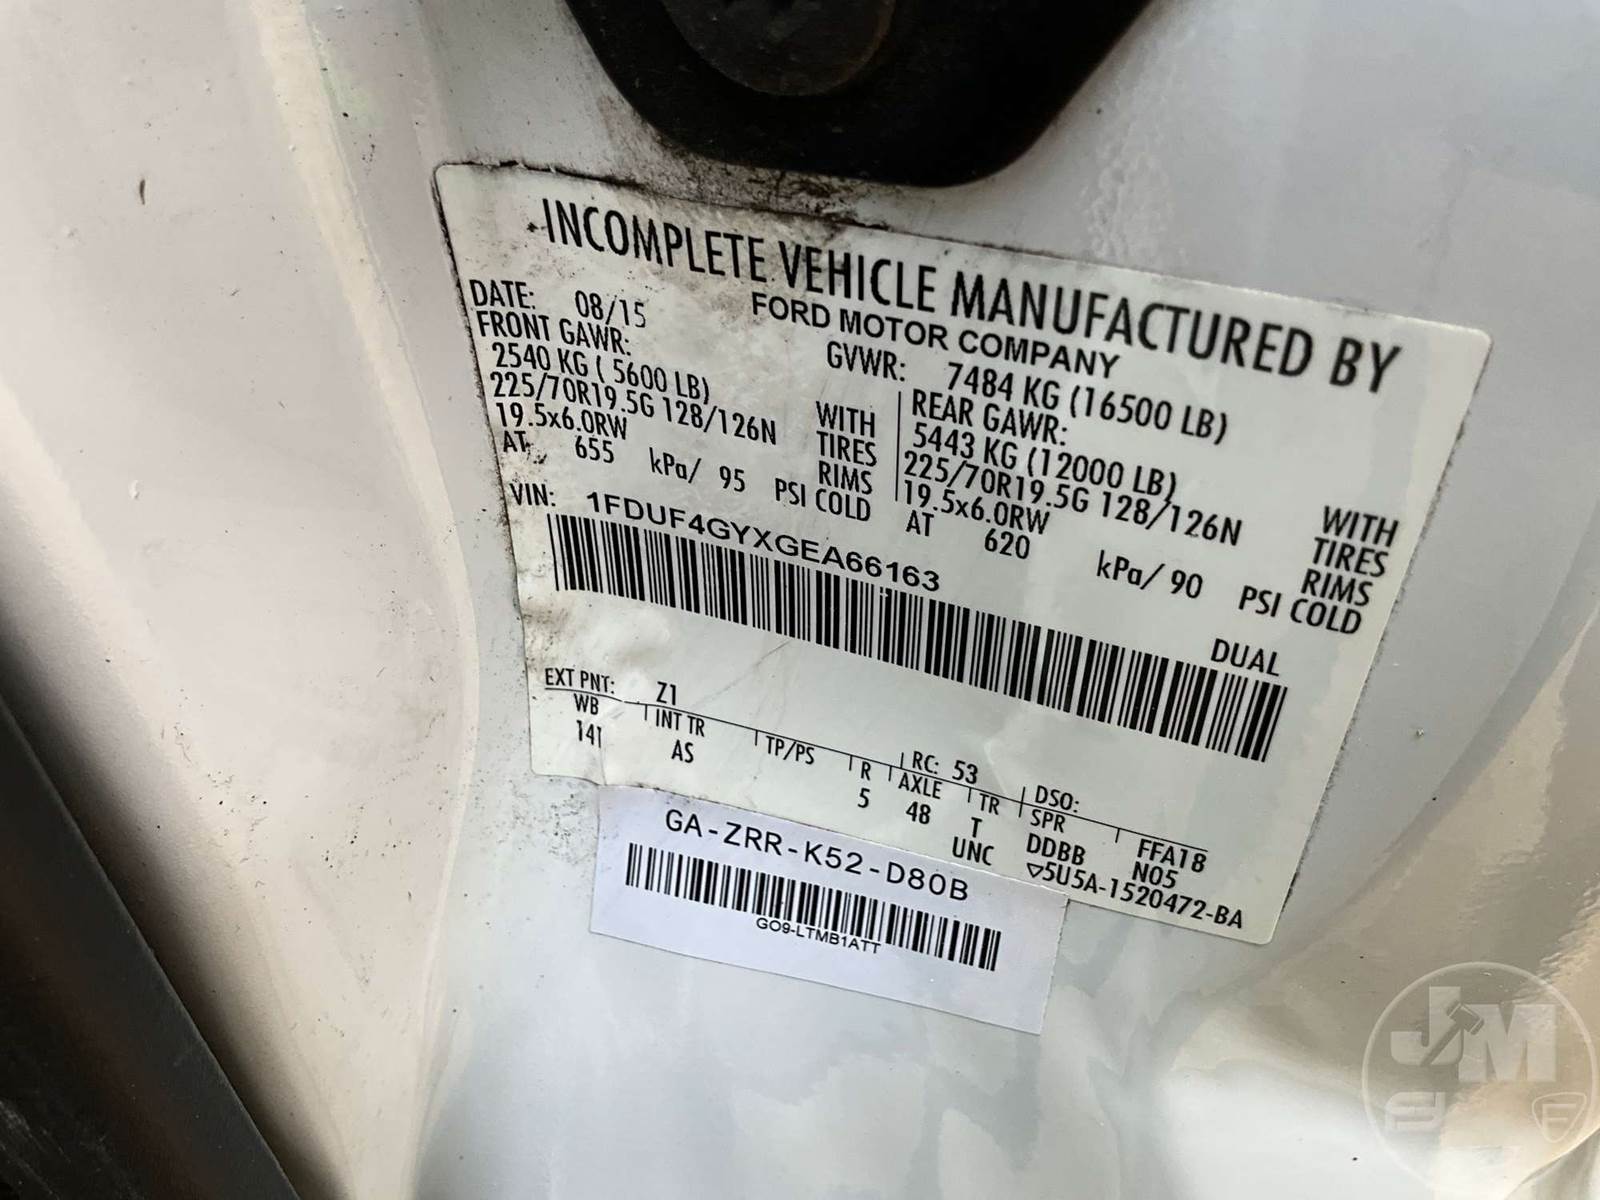 INCOMPLETE VEHICLE MANUFACTURED BY
FORD MOTOR COMPANY
DATE: 08/15 GVWR: 7484 KG (16500 LB)
FRONT GAWR: REAR GAWR:
2540 KG ( 5600 LB) WITH 5443 KG (12000 LB) WITH
225/70R19.5G 128/126N TIRES 225/70R19.5G 128/126N TIRES
19.5x6.0RW RIMS 19.5x6.0RW RIMS
AT 655 kPa/ 95 PSI COLD AT 620 kPa/ 90 PSI COLD
VIN: 1FDUF4GYXGEA66163
DUAL
EXT PNT: Z1 RC: 53 DSO:
WB INT TR TP/PS R AXLE TR SPR FFA18
141 AS 5 48 T DDBB N05
UNC ▽5U5A-1520472-BA
GA-ZRR-K52-D80B
GO9-LTMB1ATT
JM
SJ F